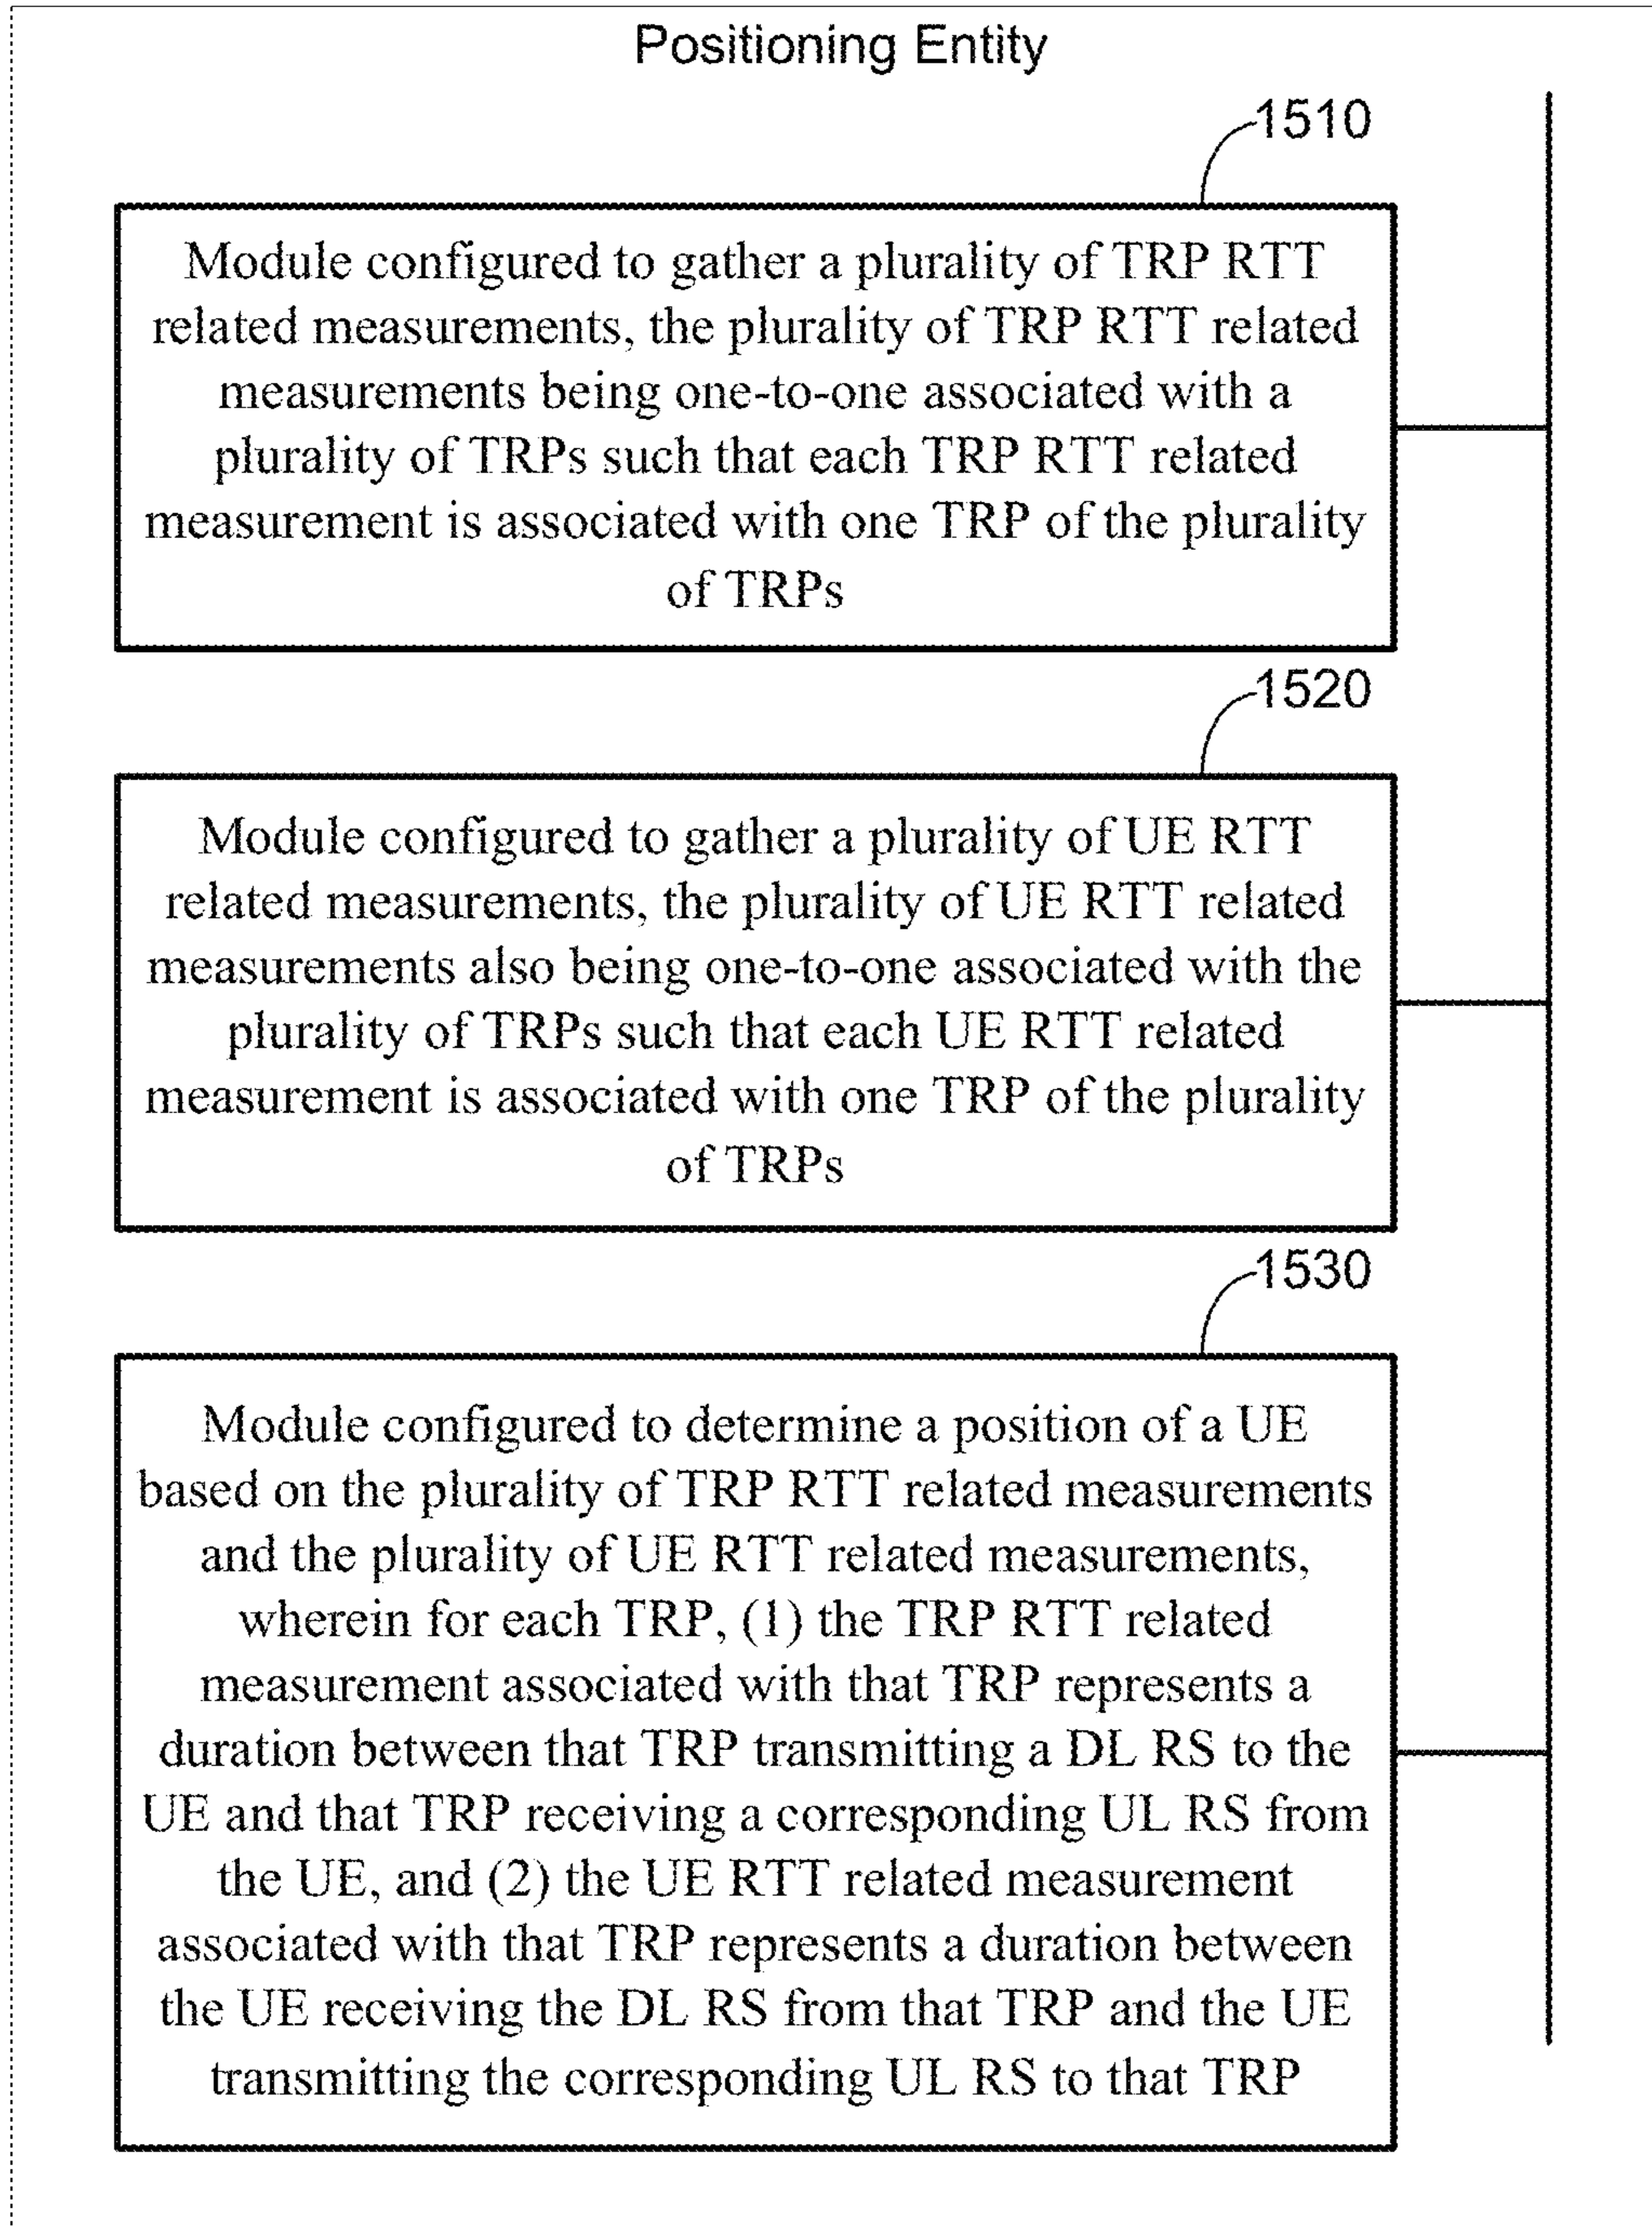 Positioning Entity
1510
Module configured to gather a plurality of TRP RTT
related measurements, the plurality of TRP RTT related
measurements being one-to-one associated with a
plurality of TRPs such that each TRP RTT related
measurement is associated with one TRP of the plurality
of TRPs
1520
Module configured to gather a plurality of UE RTT
related measurements, the plurality of UE RTT related
measurements also being one-to-one associated with the
plurality of TRPs such that each UE RTT related
measurement is associated with one TRP of the plurality
of TRPs
1530
Module configured to determine a position of a UE
based on the plurality of TRP RTT related measurements
and the plurality of UE RTT related measurements,
wherein for each TRP, (1) the TRP RTT related
measurement associated with that TRP represents a
duration between that TRP transmitting a DL RS to the
UE and that TRP receiving a corresponding UL RS from
the UE, and (2) the UE RTT related measurement
associated with that TRP represents a duration between
the UE receiving the DL RS from that TRP and the UE
transmitting the corresponding UL RS to that TRP